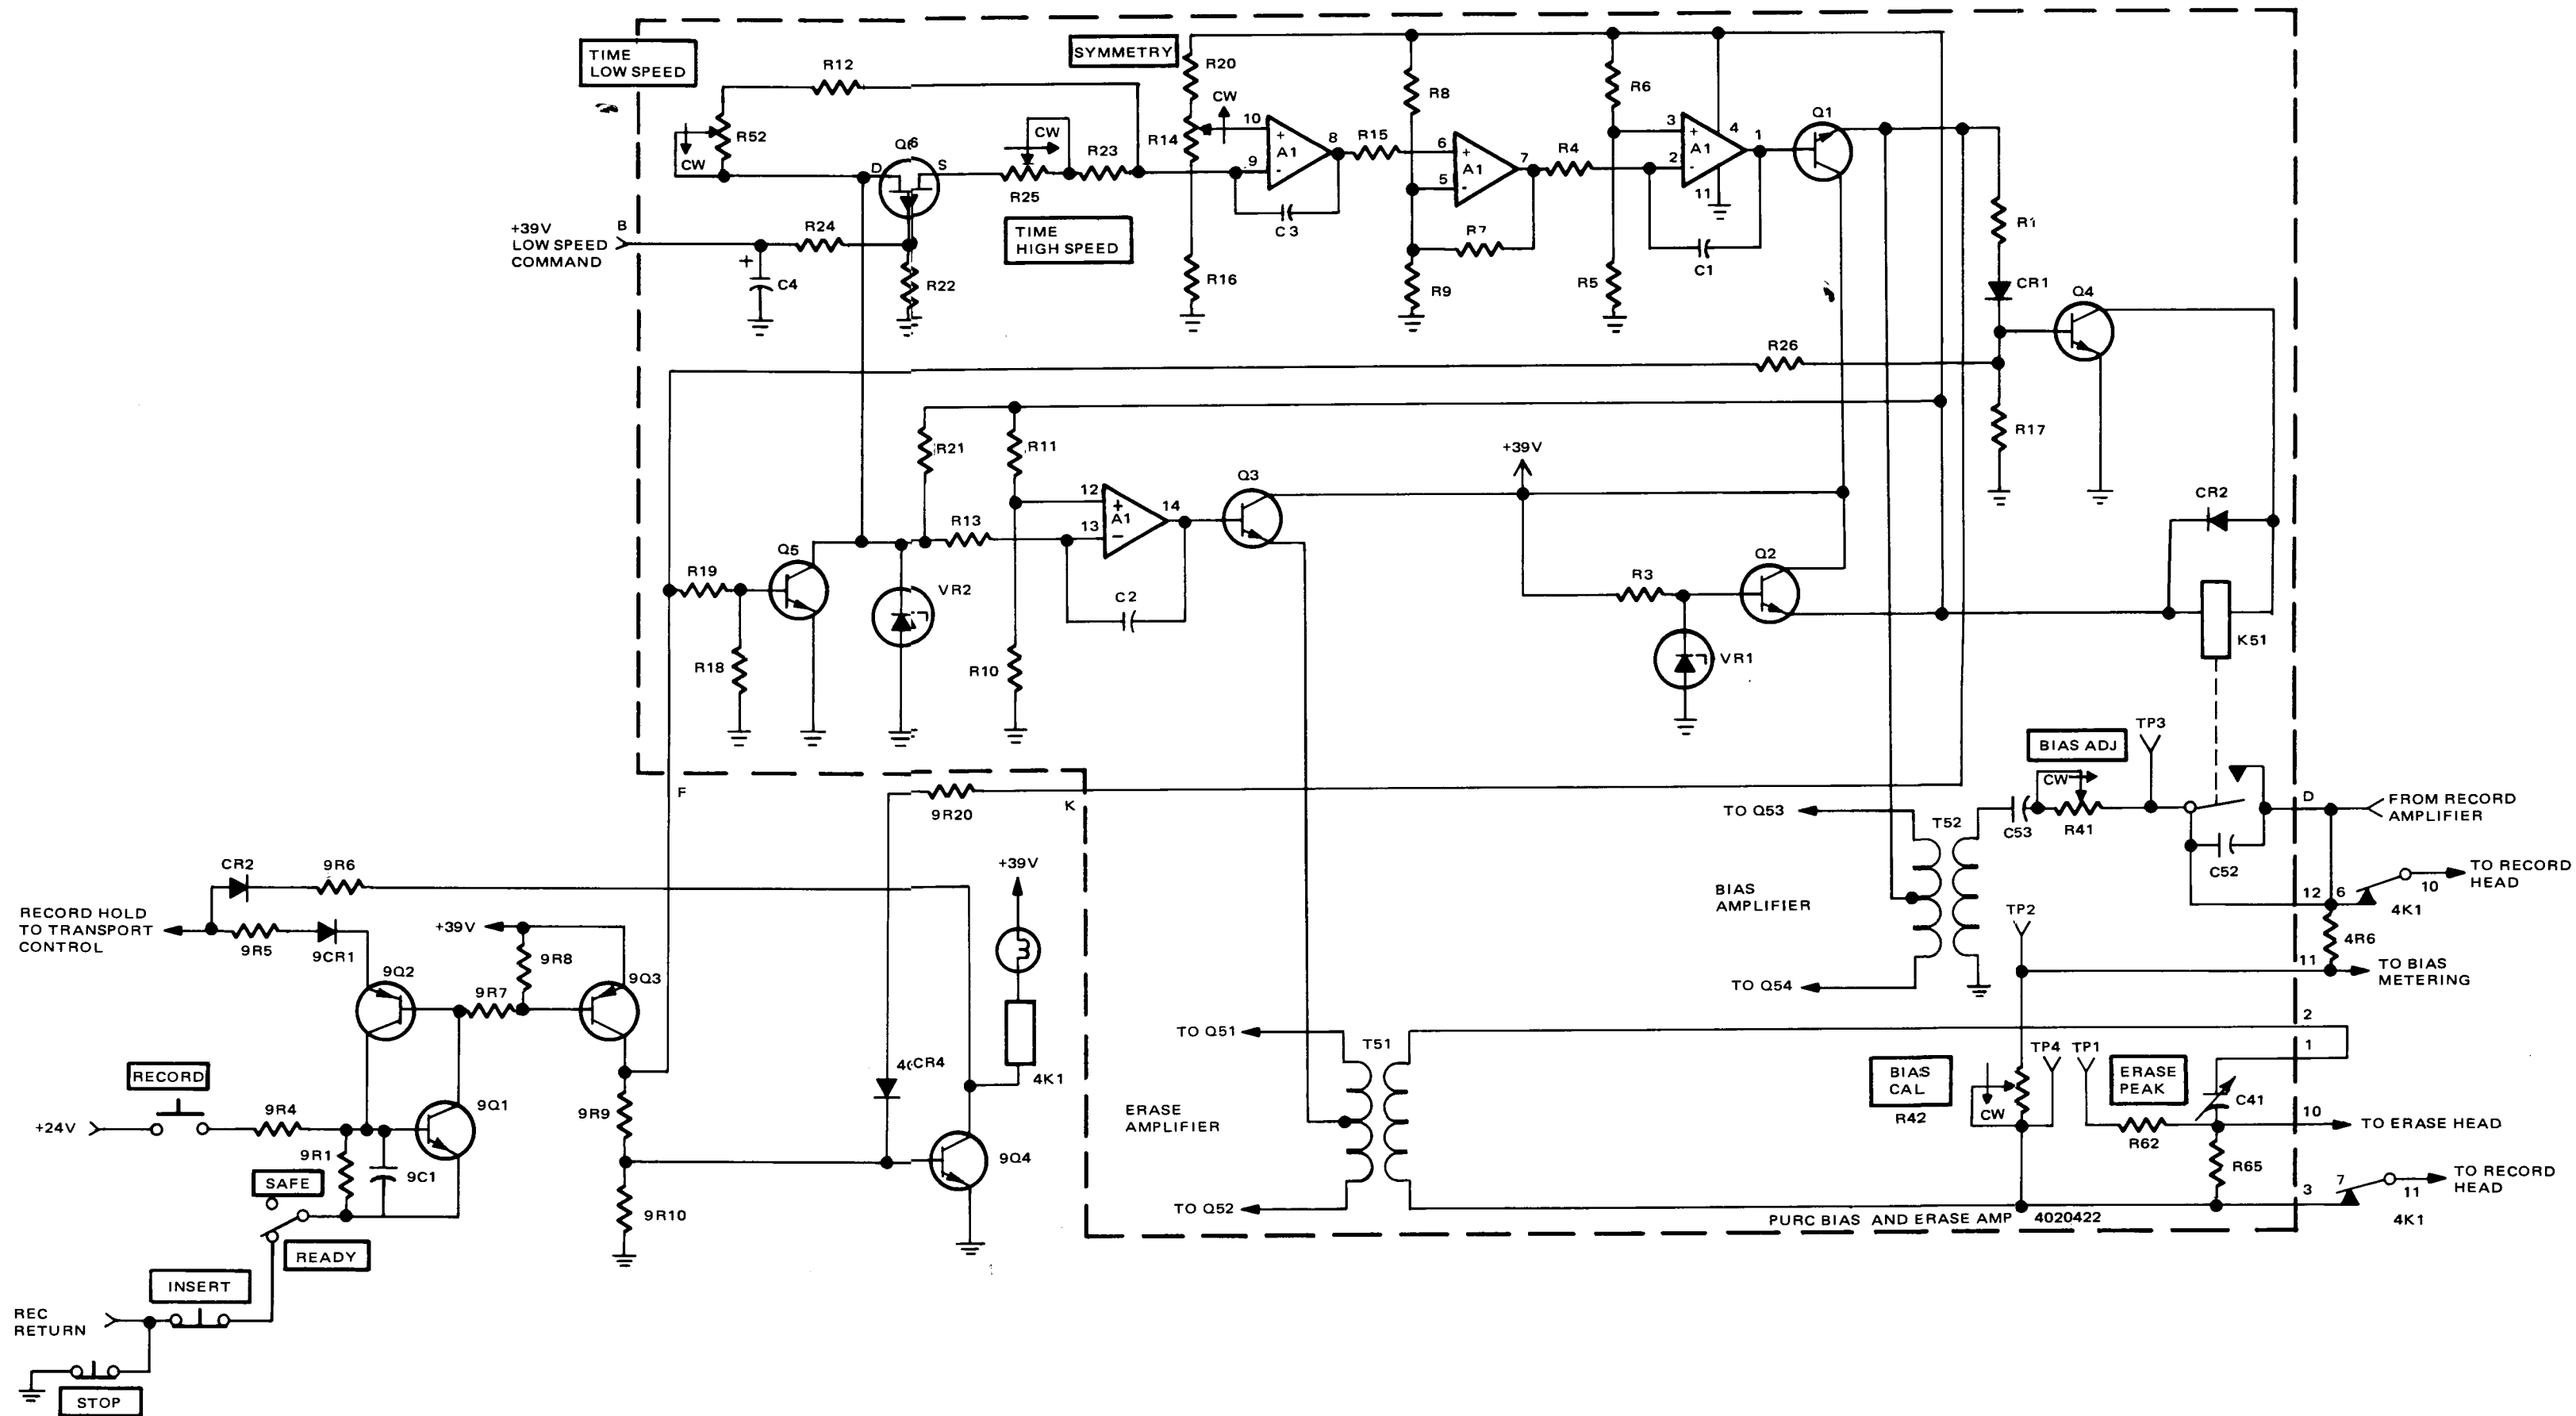 TIME
LOW SPEED
SYMMETRY
R12
R20
CW
R8
R6
Q1
R52
CW
D
S
CW
R23
R14
10
+
A1
8
9
-
R15
6
+
A1
7
5
-
R4
3
+
A1
4
1
2
-
11
R25
C3
R7
C1
R1
+39V
LOW SPEED
COMMAND
B
R24
TIME
HIGH SPEED
+
C4
R22
R16
R9
R5
CR1
Q4
R26
R17
R21
R11
+39V
Q3
12
+
A1
14
13
-
R13
CR2
Q5
R19
VR2
C2
R3
Q2
R18
R10
VR1
K51
F
K
9R20
BIAS ADJ
TP3
CW
TO Q53
T52
C53
R41
D
FROM RECORD
AMPLIFIER
C52
CR2
9R6
+39V
BIAS
AMPLIFIER
12
6
10
TO RECORD
HEAD
4K1
RECORD HOLD
TO TRANSPORT
CONTROL
9R5
9CR1
+39V
9R8
TP2
4R6
11
TO BIAS
METERING
9Q2
9R7
9Q3
TO Q54
TO Q51
T51
2
1
RECORD
CR4
4K1
BIAS
CAL
R42
CW
TP4
TP1
ERASE
PEAK
C41
9R4
9Q1
9R9
ERASE
AMPLIFIER
10
TO ERASE HEAD
+24V
R62
9R1
9C1
9Q4
R65
SAFE
9R10
TO Q52
3
7
11
TO RECORD
HEAD
4K1
PURC BIAS AND ERASE AMP 4020422
READY
INSERT
REC
RETURN
STOP